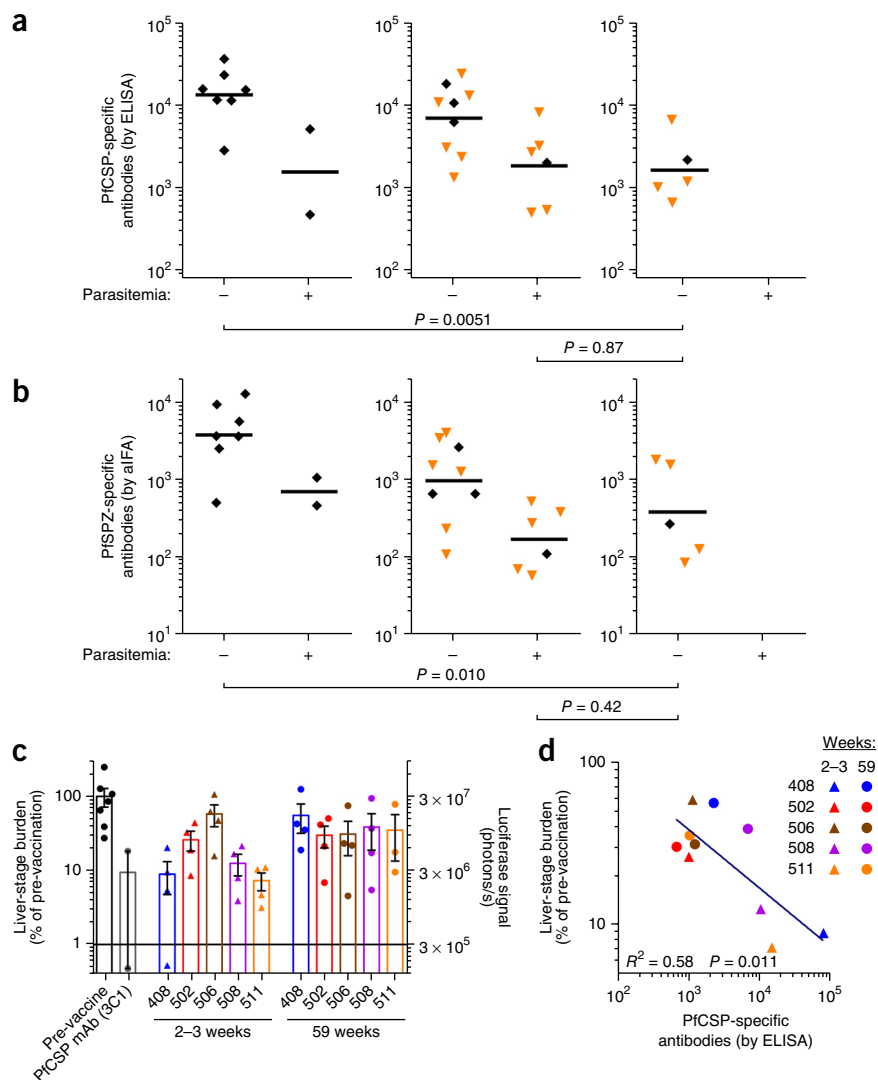 a
PfCSP-specific
antibodies (by ELISA)
10⁵
10⁴
10³
10²
10⁵
10⁴
10³
10²
10⁵
10⁴
10³
10²
Parasitemia: – + – + – +
P = 0.0051
P = 0.87
b
PfSPZ-specific
antibodies (by aIFA)
10⁴
10³
10²
10¹
10⁴
10³
10²
10¹
10⁴
10³
10²
10¹
Parasitemia: – + – + – +
P = 0.010
P = 0.42
c
Liver-stage burden
(% of pre-vaccination)
100
10
1
3 × 10⁷
3 × 10⁶
3 × 10⁵
Luciferase signal
(photons/s)
Pre-vaccine
PfCSP mAb (3C1)
408 502 506 508 511
2–3 weeks
408 502 506 508 511
59 weeks
d
Liver-stage burden
(% of pre-vaccination)
100
10
Weeks:
2–3 59
408
502
506
508
511
R² = 0.58 P = 0.011
10² 10³ 10⁴ 10⁵
PfCSP-specific
antibodies (by ELISA)